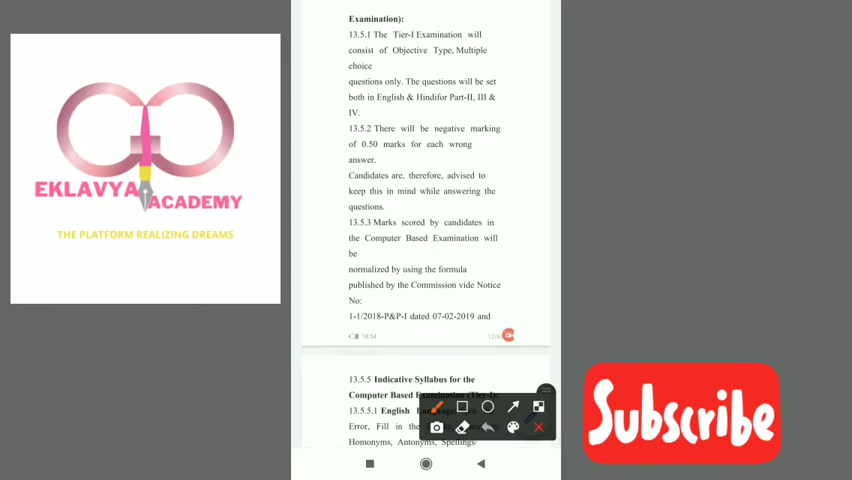 EKLAVYA
ACADEMY
THE PLATFORM REALIZING DREAMS
Examination):
13.5.1 The Tier-I Examination will
consist of Objective Type, Multiple
choice
questions only. The questions will be set
both in English & Hindifor Part-II, III &
IV.
13.5.2 There will be negative marking
of 0.50 marks for each wrong
answer.
Candidates are, therefore, advised to
keep this in mind while answering the
questions.
13.5.3 Marks scored by candidates in
the Computer Based Examination will
be
normalized by using the formula
published by the Commission vide Notice
No:
1-1/2018-P&P-I dated 07-02-2019 and
13.5.5 Indicative Syllabus for the
Computer Based Examination (Tier-I):
13.5.5.1 English
Error, Fill in the
Homonyms, Antonyms, Spellings/
Subscribe